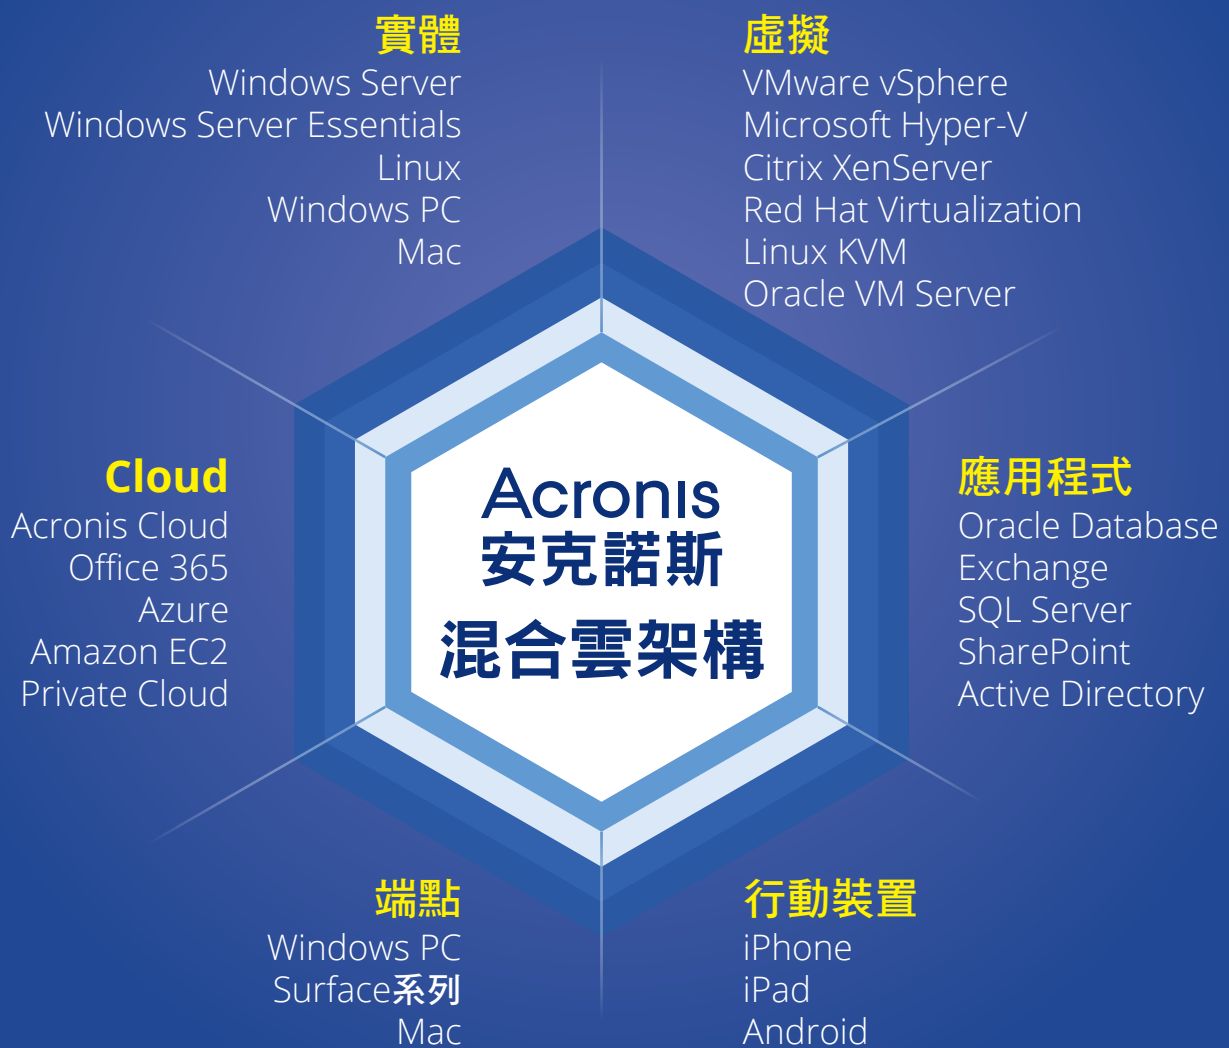 實體
Windows Server
Windows Server Essentials
Linux
Windows PC
Mac
虛擬
VMware vSphere
Microsoft Hyper-V
Citrix XenServer
Red Hat Virtualization
Linux KVM
Oracle VM Server
Cloud
Acronis Cloud
Office 365
Azure
Amazon EC2
Private Cloud
Acronis
安克諾斯
混合雲架構
應用程式
Oracle Database
Exchange
SQL Server
SharePoint
Active Directory
端點
Windows PC
Surface系列
Mac
行動裝置
iPhone
iPad
Android